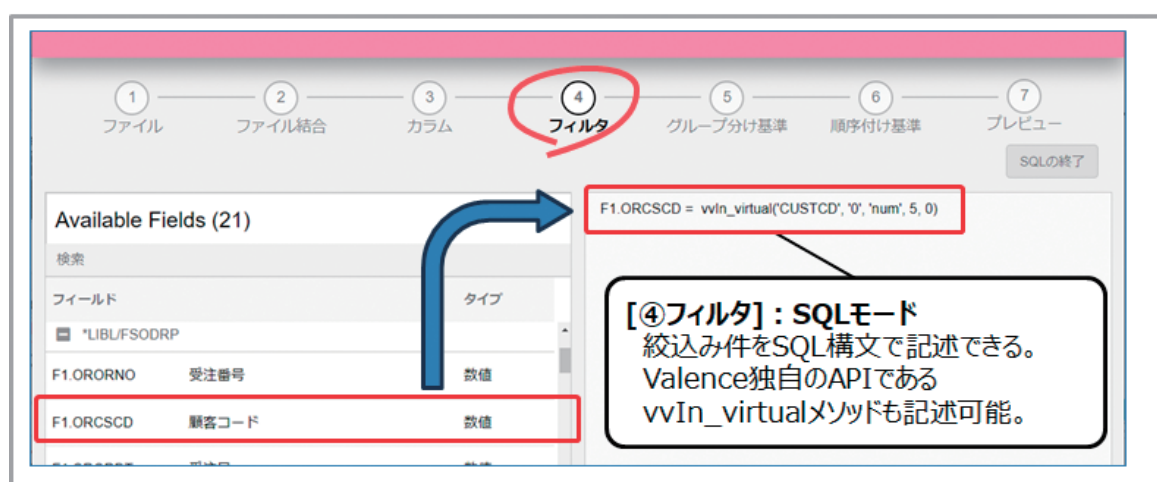 1
2
3
4
5
6
7
ファイル
ファイル結合
カラム
フィルタ
グループ分け基準
順序付け基準
プレビュー
SQLの終了
Available Fields (21)
検索
フィールド
タイプ
*LIBL/FSODRP
F1.ORORNO
受注番号
数値
F1.ORCSCD
顧客コード
数値
F1.ORCSCD = vvIn_virtual('CUSTCD', '0', 'num', 5, 0)
[④フィルタ]：SQLモード
絞込み件をSQL構文で記述できる。
Valence独自のAPIである
vvIn_virtualメソッドも記述可能。